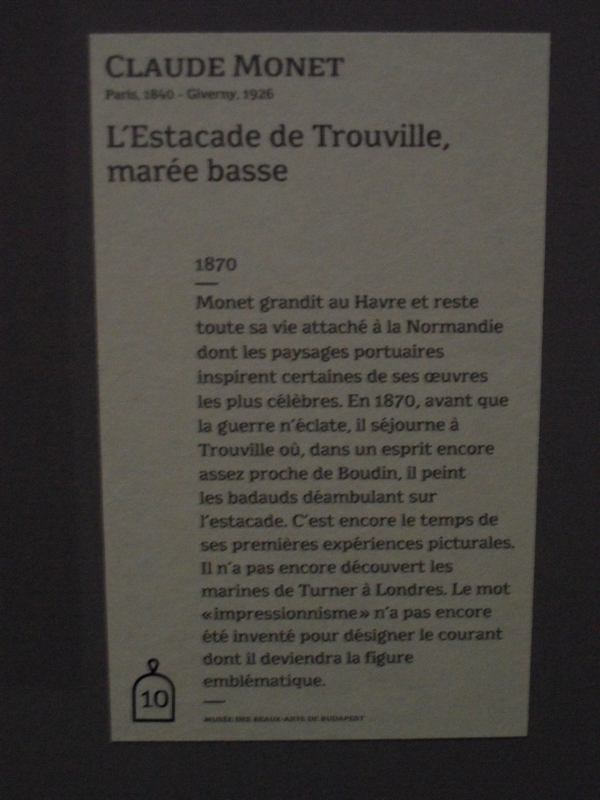 CLAUDE MONET
Paris, 1840 - Giverny, 1926
L'Estacade de Trouville,
marée basse
1870
Monet grandit au Havre et reste
toute sa vie attaché à la Normandie
dont les paysages portuaires
inspirent certaines de ses œuvres
les plus célèbres. En 1870, avant que
la guerre n'éclate, il séjourne à
Trouville où, dans un esprit encore
assez proche de Boudin, il peint
les badauds déambulant sur
l'estacade. C'est encore le temps de
ses premières expériences picturales.
Il n'a pas encore découvert les
marines de Turner à Londres. Le mot
«impressionnisme» n'a pas encore
été inventé pour désigner le courant
dont il deviendra la figure
emblématique.
10
MUSÉE DES BEAUX-ARTS DE BUDAPEST